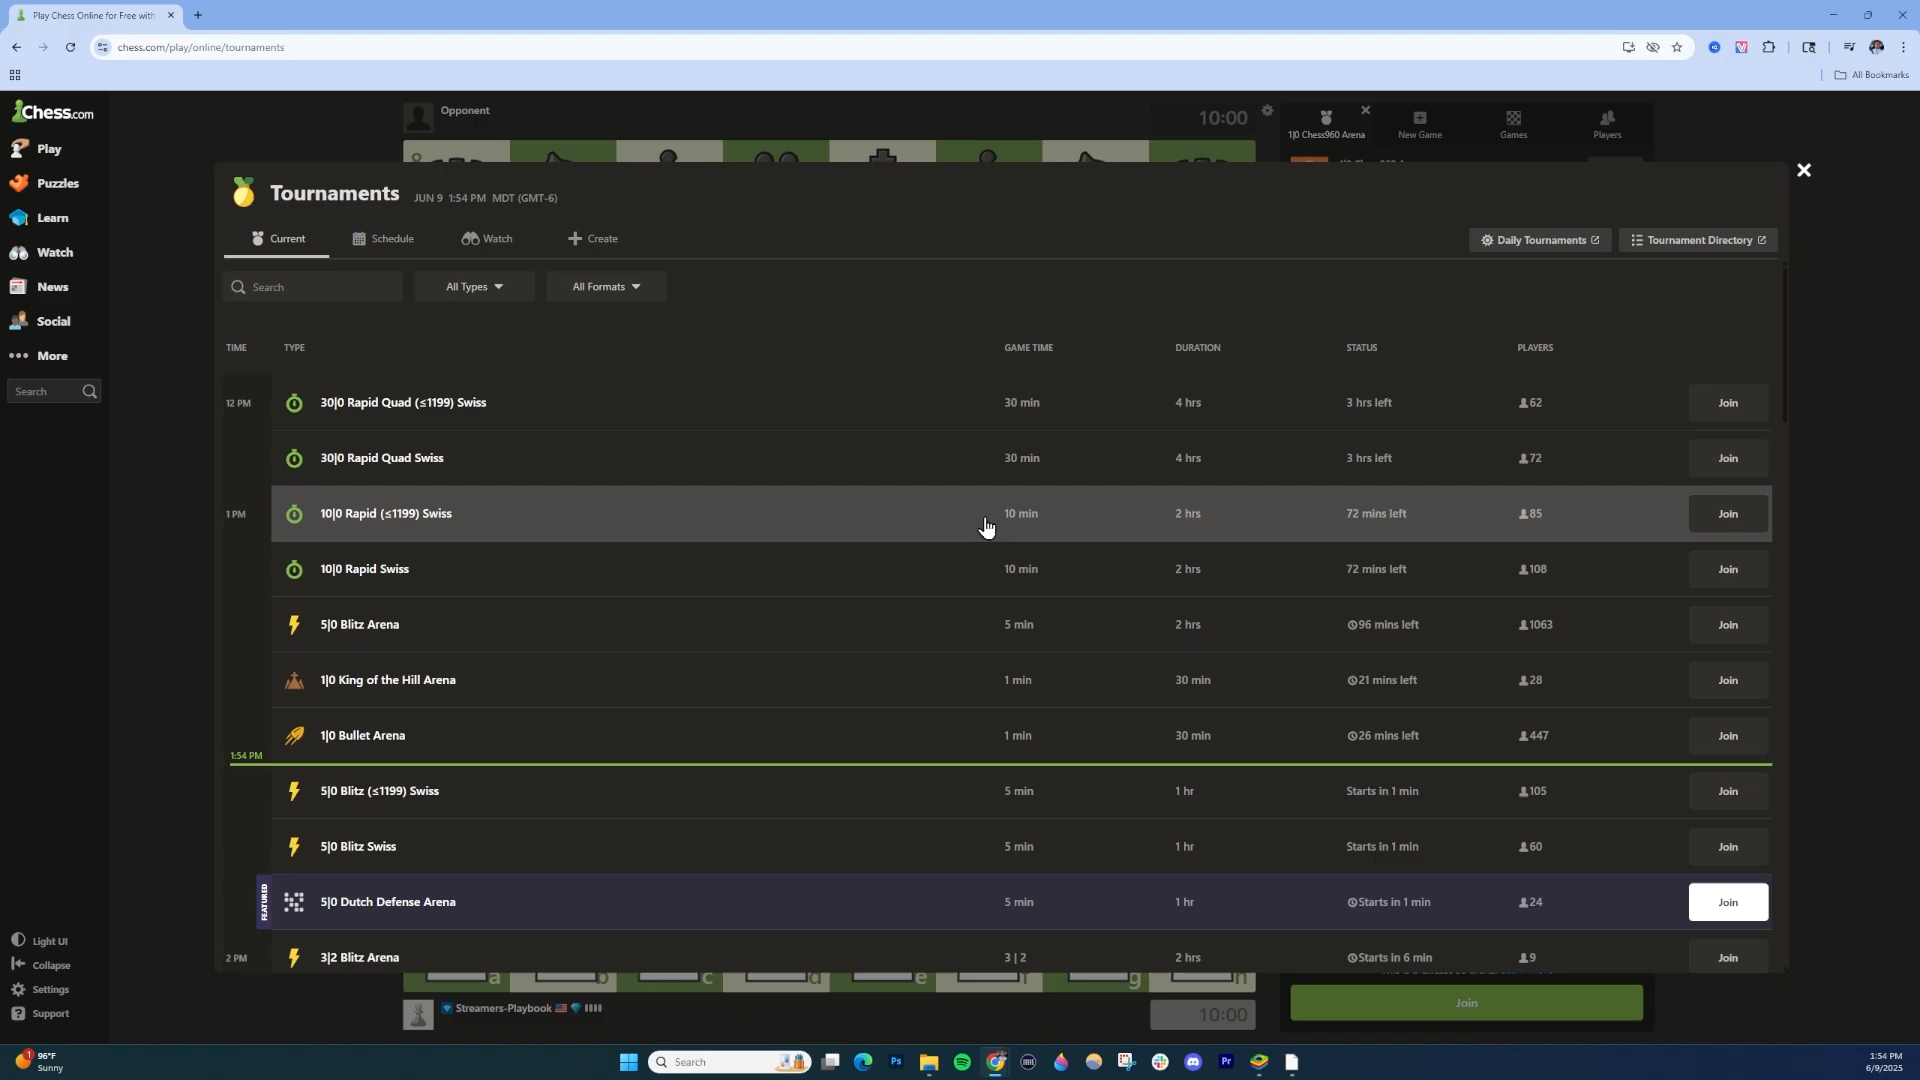 Play Chess Online for Free with
chess.com/play/online/tournaments
All Bookmarks
Chess.com
Play
Puzzles
Learn
Watch
News
Social
More
Search
Light UI
Collapse
Settings
Support
Opponent
10:00
1|0 Chess960 Arena
New Game
Games
Players
Tournaments JUN 9 1:54 PM MDT (GMT-6)
Current Schedule Watch Create
Daily Tournaments Tournament Directory
Search All Types All Formats
TIME TYPE GAME TIME DURATION STATUS PLAYERS
12 PM 30|0 Rapid Quad (≤1199) Swiss 30 min 4 hrs 3 hrs left 62 Join
30|0 Rapid Quad Swiss 30 min 4 hrs 3 hrs left 72 Join
1 PM 10|0 Rapid (≤1199) Swiss 10 min 2 hrs 72 mins left 85 Join
10|0 Rapid Swiss 10 min 2 hrs 72 mins left 108 Join
5|0 Blitz Arena 5 min 2 hrs 96 mins left 1063 Join
1|0 King of the Hill Arena 1 min 30 min 21 mins left 28 Join
1|0 Bullet Arena 1 min 30 min 26 mins left 447 Join
1:54 PM
5|0 Blitz (≤1199) Swiss 5 min 1 hr Starts in 1 min 105 Join
5|0 Blitz Swiss 5 min 1 hr Starts in 1 min 60 Join
FEATURED 5|0 Dutch Defense Arena 5 min 1 hr Starts in 1 min 24 Join
2 PM 3|2 Blitz Arena 3 | 2 2 hrs Starts in 6 min 9 Join
a b c d e f g h
Streamers-Playbook 10:00
Join
1 96°F
Sunny
Search
Ps
Pr
1:54 PM
6/9/2025